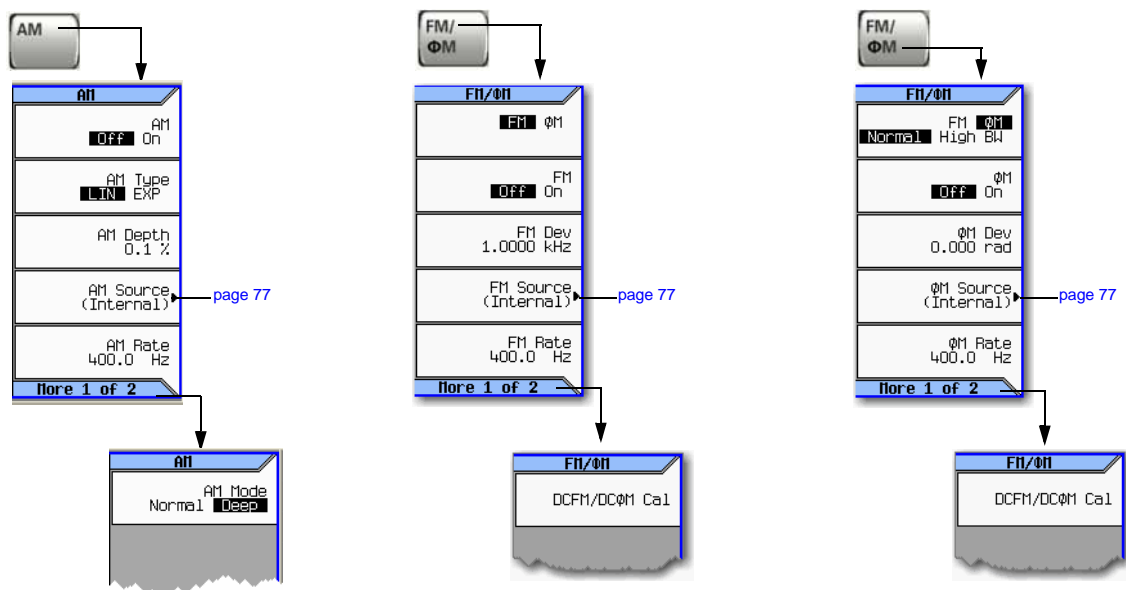 AM
AM
AM
Off On
AM Type
LIN EXP
AM Depth
0.1 %
AM Source
(Internal)
page 77
AM Rate
400.0 Hz
More 1 of 2
AM
AM Mode
Normal Deep
FM/
ΦM
FM/ΦM
FM ΦM
FM
Off On
FM Dev
1.0000 kHz
FM Source
(Internal)
page 77
FM Rate
400.0 Hz
More 1 of 2
FM/ΦM
DCFM/DCΦM Cal
FM/
ΦM
FM/ΦM
FM ΦM
Normal High BW
ΦM
Off On
ΦM Dev
0.000 rad
ΦM Source
(Internal)
page 77
ΦM Rate
400.0 Hz
More 1 of 2
FM/ΦM
DCFM/DCΦM Cal